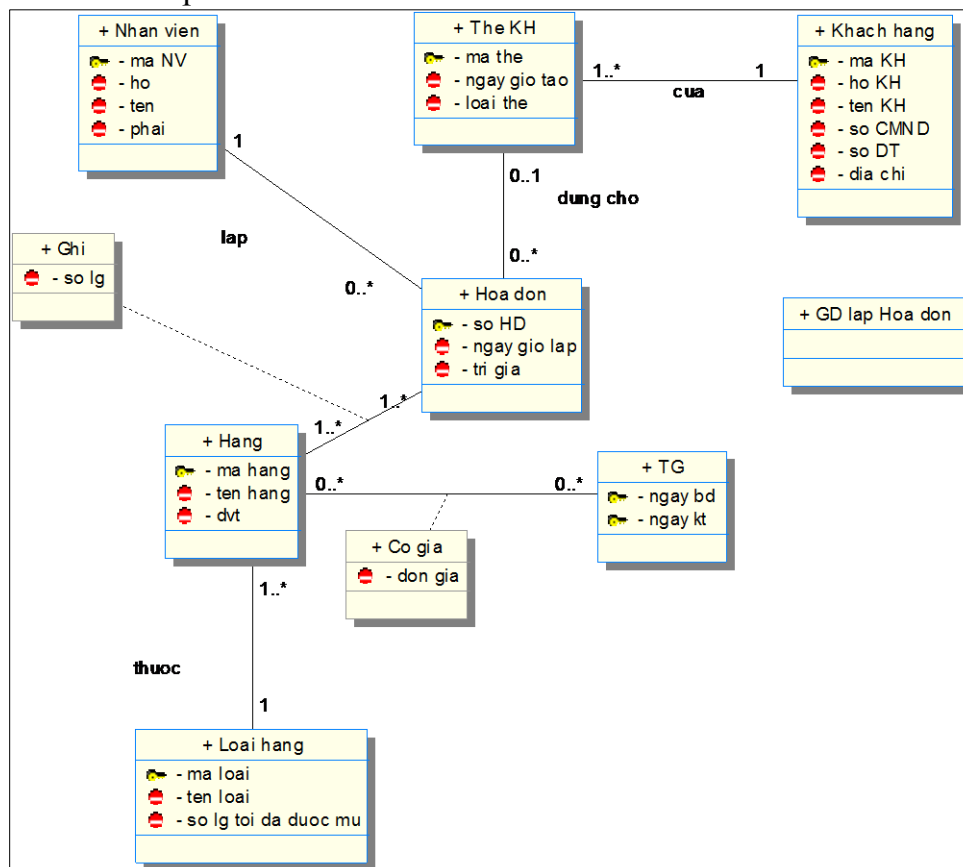 + Nhan vien
- ma NV
- ho
- ten
- phai
+ The KH
- ma the
- ngay gio tao
- loai the
+ Khach hang
- ma KH
- ho KH
- ten KH
- so CMND
- so DT
- dia chi
1..*
1
cua
1
0..1
dung cho
lap
0..*
0..*
+ Ghi
- so lg
+ Hoa don
- so HD
- ngay gio lap
- tri gia
+ GD lap Hoa don
1..*
1..*
+ Hang
- ma hang
- ten hang
- dvt
0..*
0..*
+ TG
- ngay bd
- ngay kt
+ Co gia
- don gia
1..*
thuoc
1
+ Loai hang
- ma loai
- ten loai
- so lg toi da duoc mu